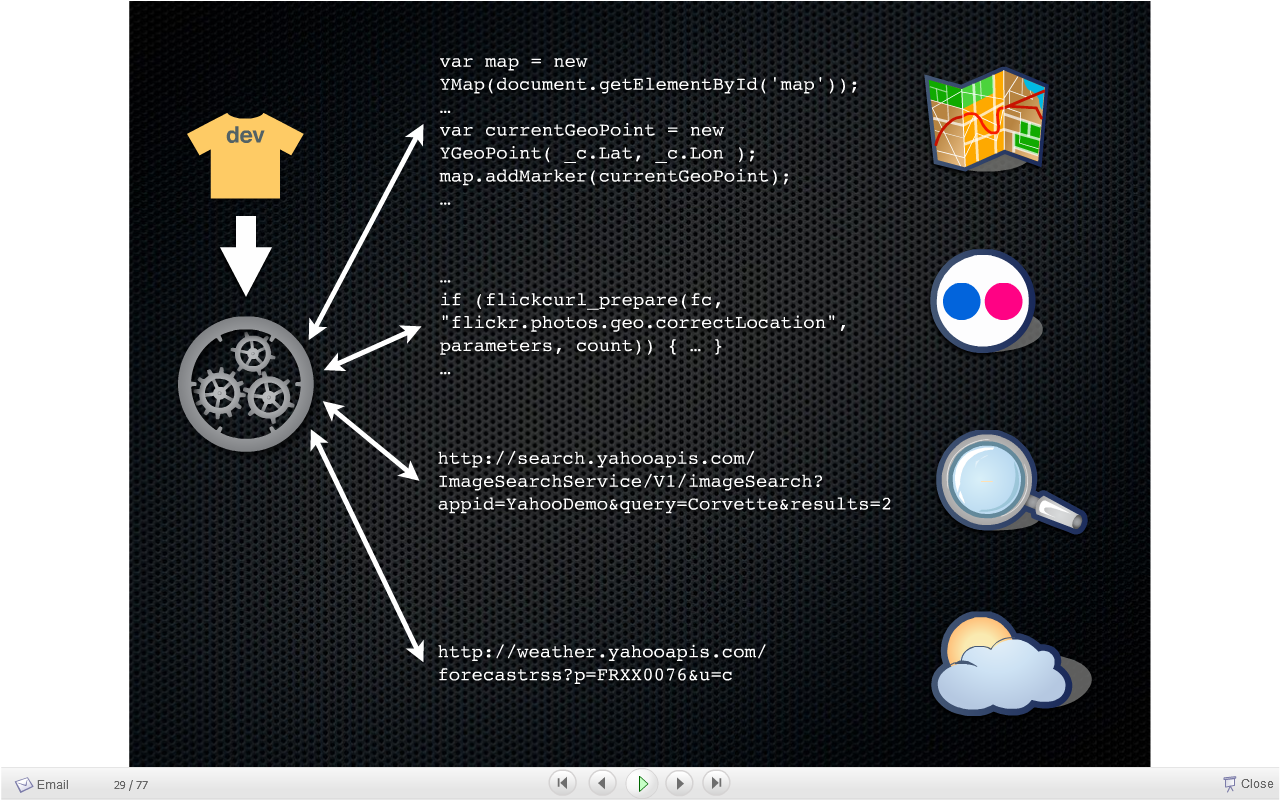 dev
var map = new
YMap(document.getElementById('map'));
…
var currentGeoPoint = new
YGeoPoint( _c.Lat, _c.Lon );
map.addMarker(currentGeoPoint);
…
…
if (flickcurl_prepare(fc,
"flickr.photos.geo.correctLocation",
parameters, count)) { … }
…
http://search.yahooapis.com/
ImageSearchService/V1/imageSearch?
appid=YahooDemo&query=Corvette&results=2
http://weather.yahooapis.com/
forecastrss?p=FRXX0076&u=c
Email
29 / 77
Close